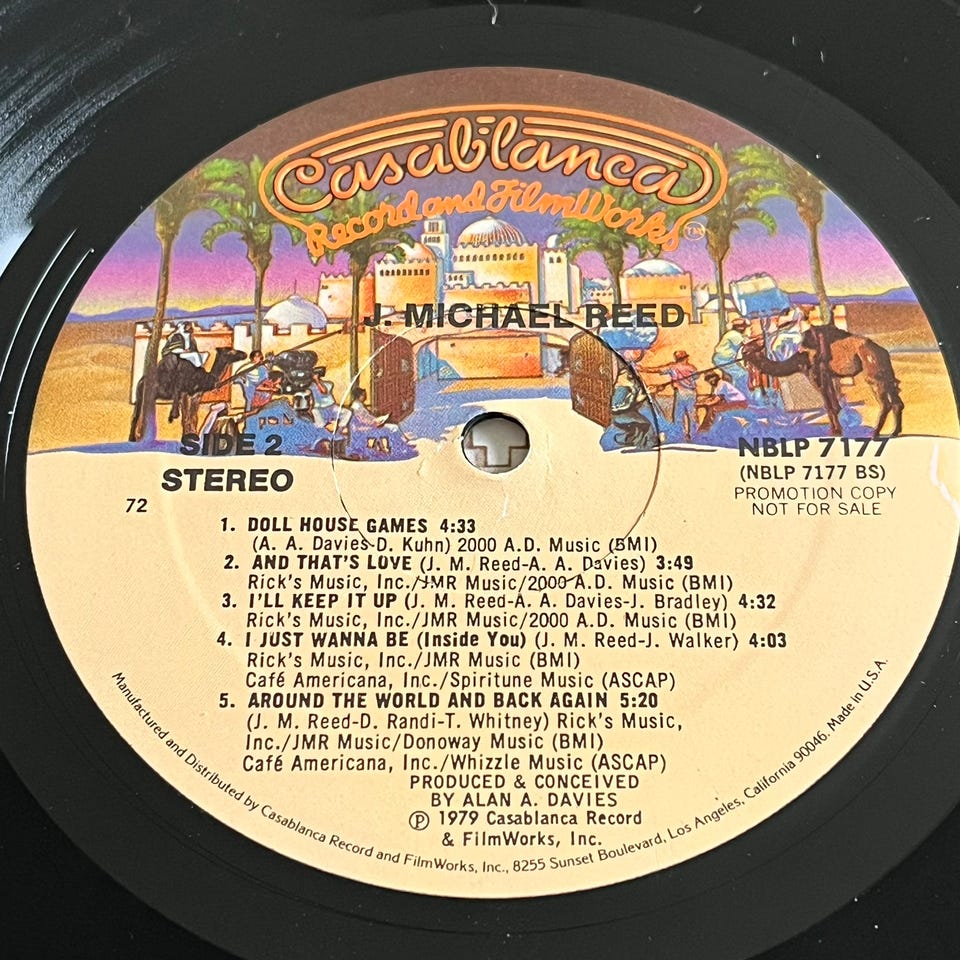 Casablanca
Record and FilmWorks TM
J. MICHAEL REED
SIDE 2
STEREO
72
NBLP 7177
(NBLP 7177 BS)
PROMOTION COPY
NOT FOR SALE
1. DOLL HOUSE GAMES 4:33
(A. A. Davies-D. Kuhn) 2000 A.D. Music (BMI)
2. AND THAT'S LOVE (J. M. Reed-A. A. Davies) 3:49
Rick's Music, Inc./JMR Music/2000 A.D. Music (BMI)
3. I'LL KEEP IT UP (J. M. Reed-A. A. Davies-J. Bradley) 4:32
Rick's Music, Inc./JMR Music/2000 A.D. Music (BMI)
4. I JUST WANNA BE (Inside You) (J. M. Reed-J. Walker) 4:03
Rick's Music, Inc./JMR Music (BMI)
Café Americana, Inc./Spiritune Music (ASCAP)
5. AROUND THE WORLD AND BACK AGAIN 5:20
(J. M. Reed-D. Randi-T. Whitney) Rick's Music,
Inc./JMR Music/Donoway Music (BMI)
Café Americana, Inc./Whizzle Music (ASCAP)
PRODUCED & CONCEIVED
BY ALAN A. DAVIES
℗ 1979 Casablanca Record
& FilmWorks, Inc.
Manufactured and Distributed by Casablanca Record and FilmWorks, Inc., 8255 Sunset Boulevard, Los Angeles, California 90046. Made in U.S.A.